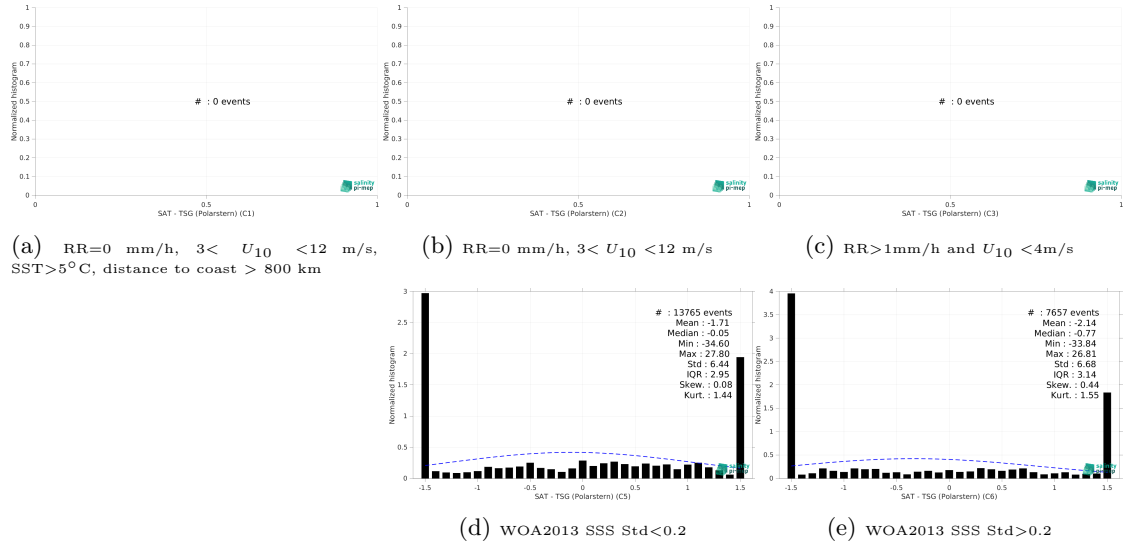 Normalized histogram
1
0.9
0.8
0.7
0.6
0.5
0.4
0.3
0.2
0.1
0
# : 0 events
salinity
pi-mep
0 0.5 1
SAT - TSG (Polarstern) (C1)
(a) RR=0 mm/h, 3< U10 <12 m/s,
SST>5°C, distance to coast > 800 km
Normalized histogram
1
0.9
0.8
0.7
0.6
0.5
0.4
0.3
0.2
0.1
0
# : 0 events
salinity
pi-mep
0 0.5 1
SAT - TSG (Polarstern) (C2)
(b) RR=0 mm/h, 3< U10 <12 m/s
Normalized histogram
1
0.9
0.8
0.7
0.6
0.5
0.4
0.3
0.2
0.1
0
# : 0 events
salinity
pi-mep
0 0.5 1
SAT - TSG (Polarstern) (C3)
(c) RR>1mm/h and U10 <4m/s
Normalized histogram
3
2.5
2
1.5
1
0.5
0
# : 13765 events
Mean : -1.71
Median : -0.05
Min : -34.60
Max : 27.80
Std : 6.44
IQR : 2.95
Skew. : 0.08
Kurt. : 1.44
salinity
pi-mep
-1.5 -1 -0.5 0 0.5 1 1.5
SAT - TSG (Polarstern) (C5)
(d) WOA2013 SSS Std<0.2
Normalized histogram
4
3.5
3
2.5
2
1.5
1
0.5
0
# : 7657 events
Mean : -2.14
Median : -0.77
Min : -33.84
Max : 26.81
Std : 6.68
IQR : 3.14
Skew. : 0.44
Kurt. : 1.55
salinity
pi-mep
-1.5 -1 -0.5 0 0.5 1 1.5
SAT - TSG (Polarstern) (C6)
(e) WOA2013 SSS Std>0.2